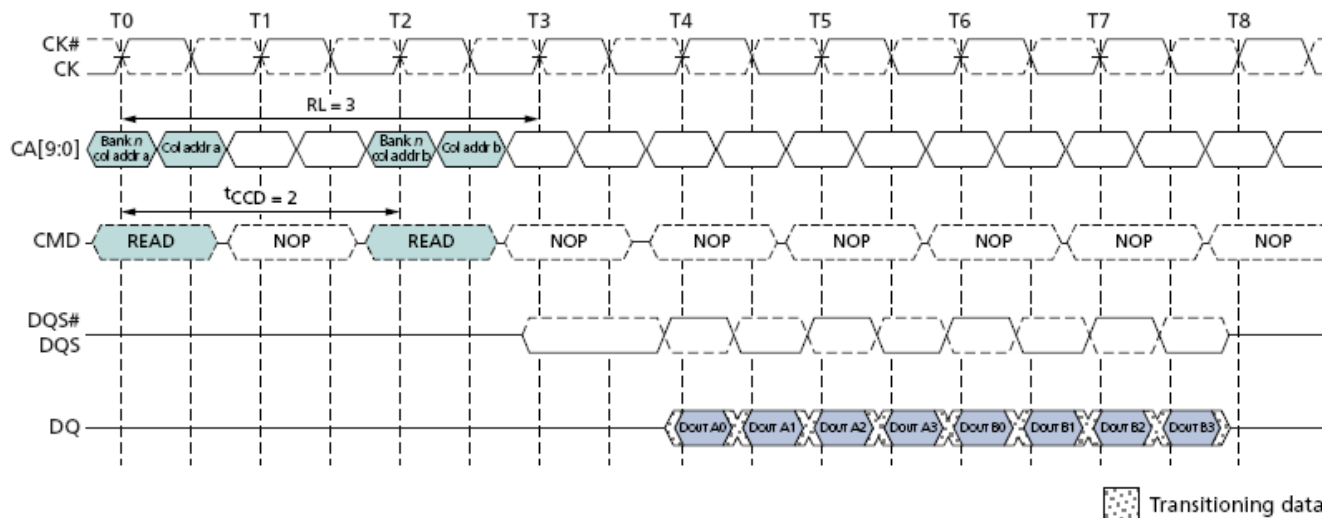 T0 T1 T2 T3 T4 T5 T6 T7 T8
CK#
CK
RL = 3
CA[9:0]
Bank n
col addr a
Col addr a
Bank n
col addr b
Col addr b
tCCD = 2
CMD READ NOP READ NOP NOP NOP NOP NOP NOP
DQS#
DQS
DQ DOUT A0 DOUT A1 DOUT A2 DOUT A3 DOUT B0 DOUT B1 DOUT B2 DOUT B3
Transitioning data